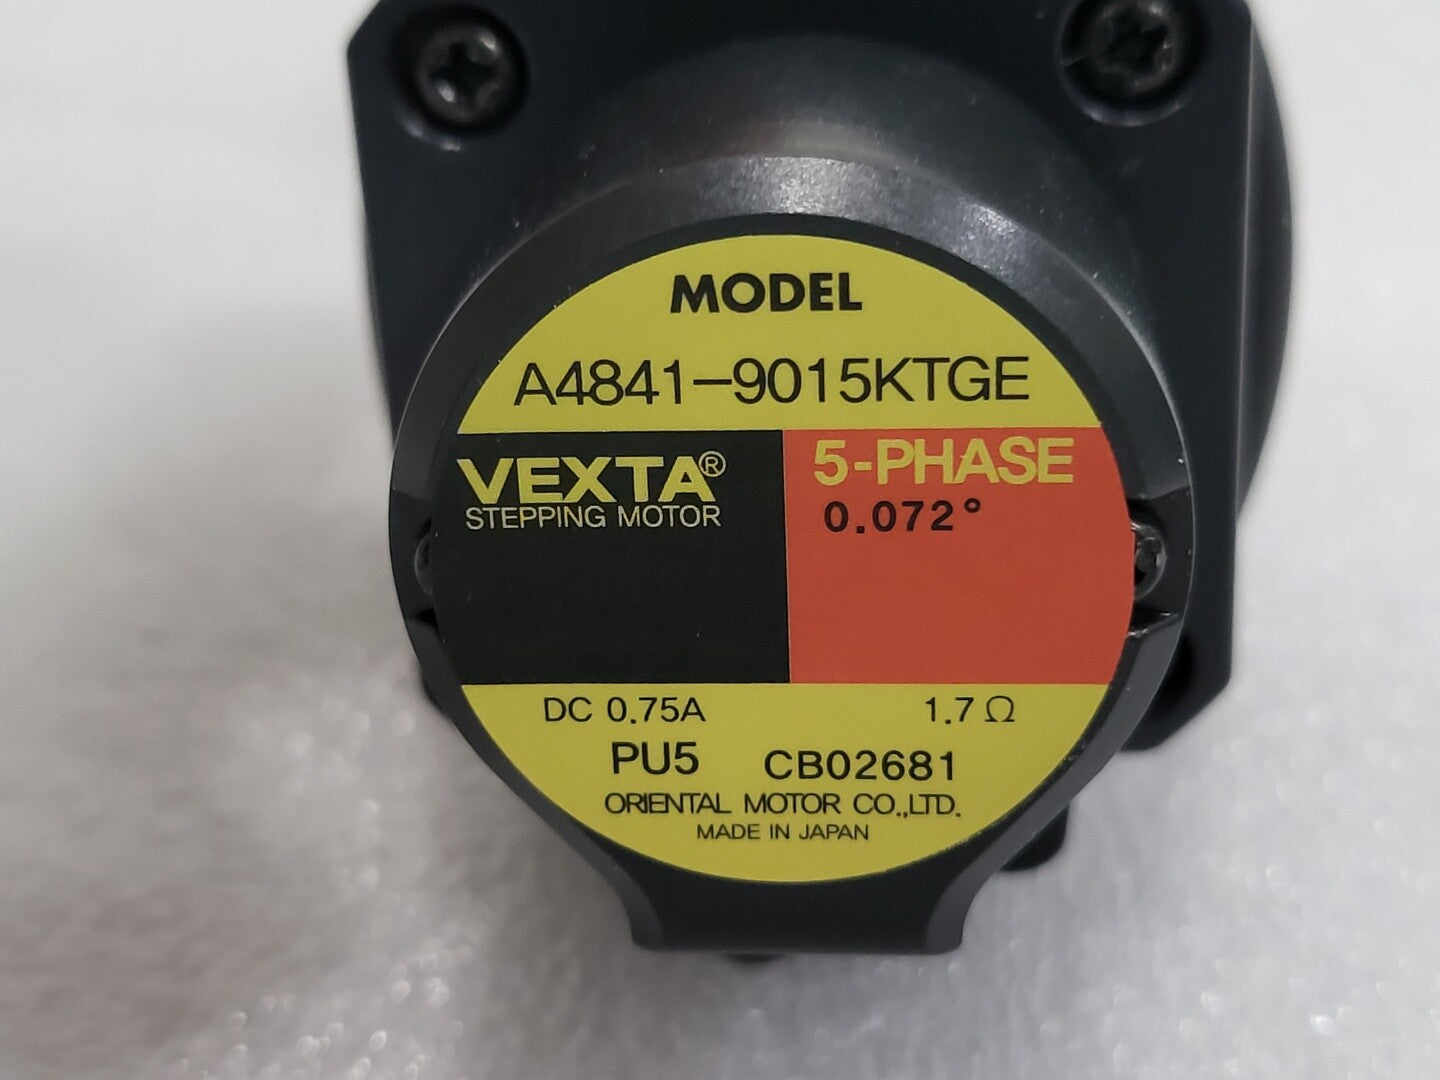 MODEL
A4841-9015KTGE
VEXTA®
STEPPING MOTOR
5-PHASE
0.072°
DC 0.75A 1.7Ω
PU5 CB02681
ORIENTAL MOTOR CO.,LTD.
MADE IN JAPAN